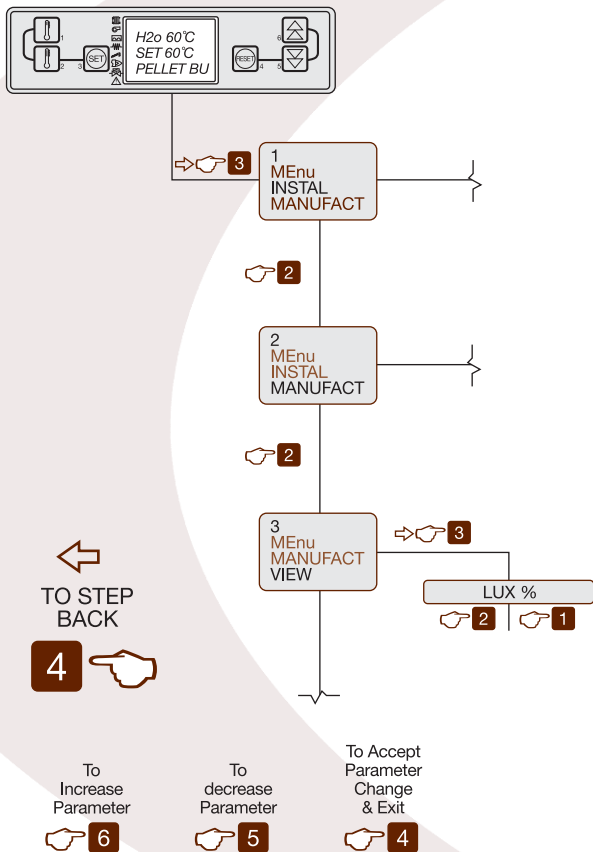 H2o 60℃
SET 60℃
PELLET BU
1
2
3
SET
RESET
4
6
5
3
1
MEnu
INSTAL
MANUFACT
2
2
MEnu
INSTAL
MANUFACT
2
3
MEnu
MANUFACT
VIEW
3
LUX %
2
1
TO STEP
BACK
4
To
Increase
Parameter
6
To
decrease
Parameter
5
To Accept
Parameter
Change
& Exit
4